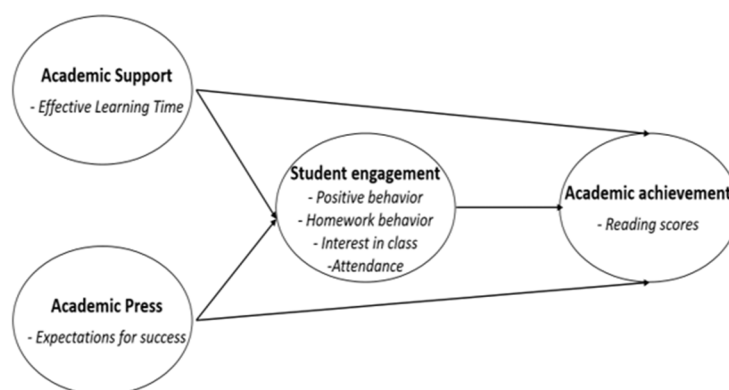 Academic Support
- Effective Learning Time
Student engagement
- Positive behavior
- Homework behavior
- Interest in class
-Attendance
Academic achievement
- Reading scores
Academic Press
- Expectations for success